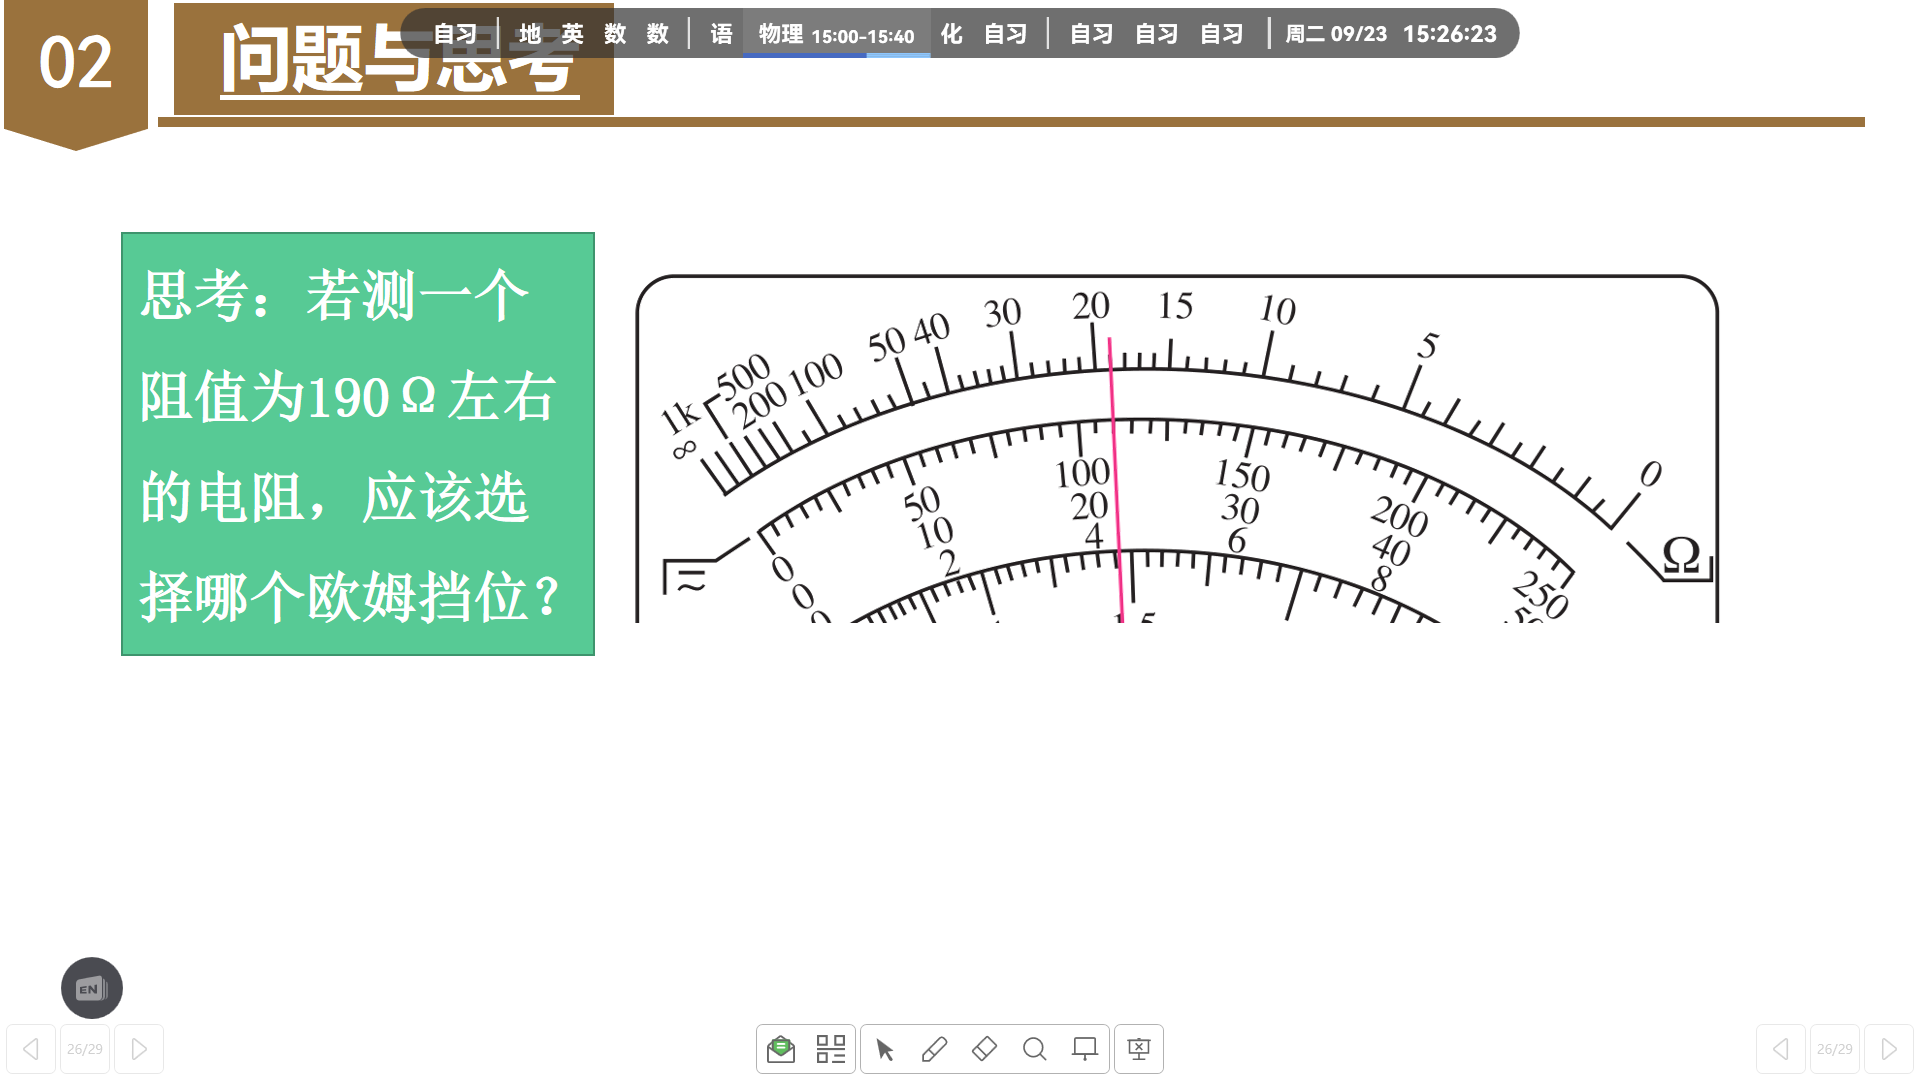 02
问题与思考
自习 | 地 英 数 数 | 语 物理 15:00-15:40 化 自习 | 自习 自习 自习 | 周二 09/23 15:26:23
思考：若测一个
阻值为190Ω左右
的电阻，应该选
择哪个欧姆挡位？
∞ 1k 500 200 100 50 40 30 20 15 10 5 0 Ω
0 50 100 150 200 250
0 10 20 30 40
2 4 6 8
EN
26/29
26/29